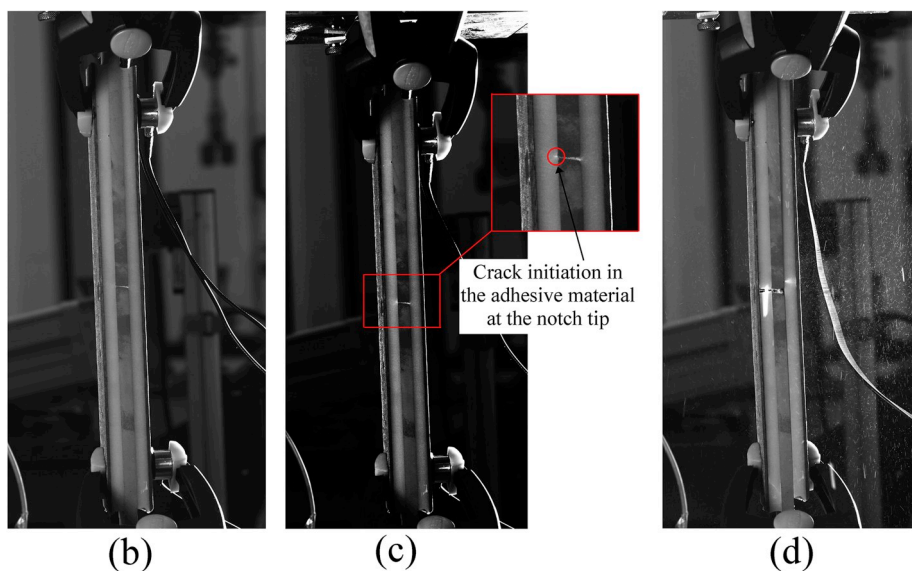 Crack initiation in
the adhesive material
at the notch tip
(b)
(c)
(d)